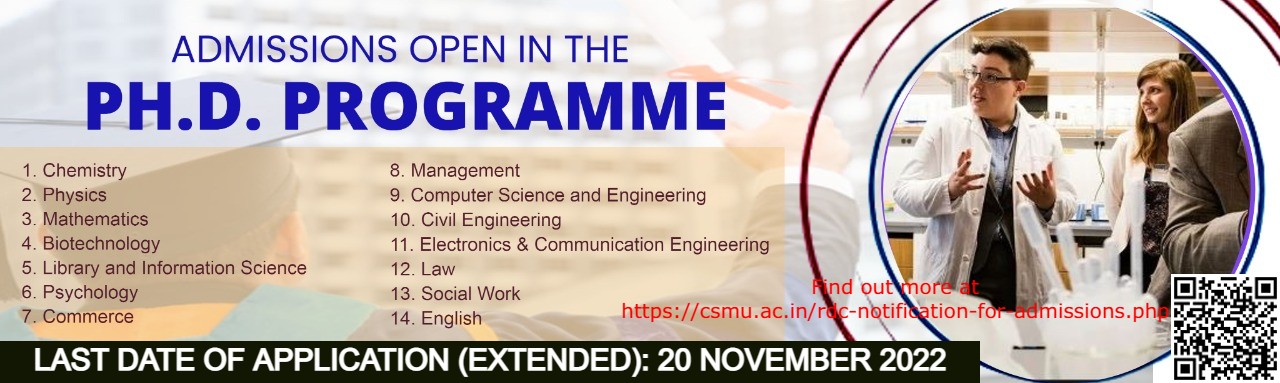 ADMISSIONS OPEN IN THE
PH.D. PROGRAMME
1. Chemistry
2. Physics
3. Mathematics
4. Biotechnology
5. Library and Information Science
6. Psychology
7. Commerce
8. Management
9. Computer Science and Engineering
10. Civil Engineering
11. Electronics & Communication Engineering
12. Law
13. Social Work
14. English
Find out more at
https://csmu.ac.in/rdc-notification-for-admissions.php
LAST DATE OF APPLICATION (EXTENDED): 20 NOVEMBER 2022